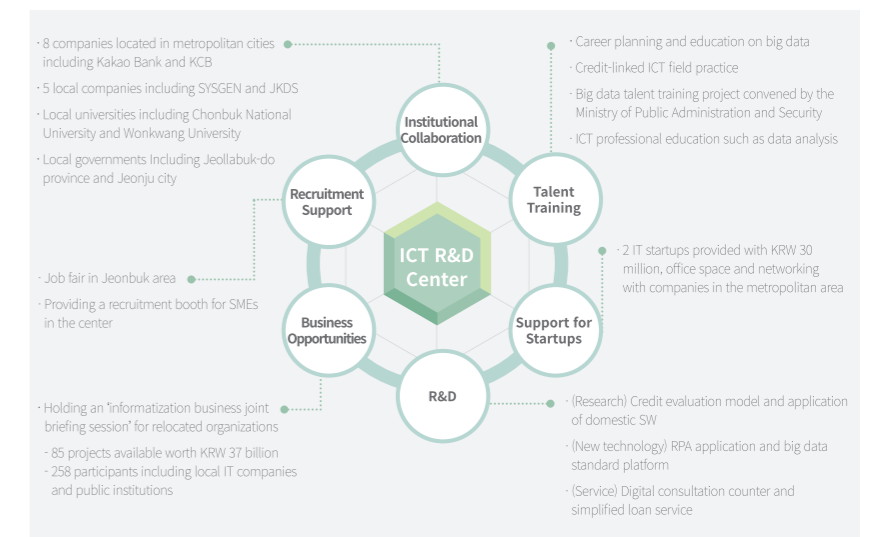 · 8 companies located in metropolitan cities
including Kakao Bank and KCB
· 5 local companies including SYSGEN and JKDS
· Local universities including Chonbuk National
University and Wonkwang University
· Local governments Including Jeollabuk-do
province and Jeonju city
Institutional
Collaboration
· Career planning and education on big data
· Credit-linked ICT field practice
· Big data talent training project convened by the
Ministry of Public Administration and Security
· ICT professional education such as data analysis
Recruitment
Support
Talent
Training
ICT R&D
Center
· Job fair in Jeonbuk area
· Providing a recruitment booth for SMEs
in the center
· 2 IT startups provided with KRW 30
million, office space and networking
with companies in the metropolitan area
Business
Opportunities
Support for
Startups
R&D
· Holding an ‘informatization business joint
briefing session’ for relocated organizations
- 85 projects available worth KRW 37 billion
- 258 participants including local IT companies
and public institutions
· (Research) Credit evaluation model and application
of domestic SW
· (New technology) RPA application and big data
standard platform
· (Service) Digital consultation counter and
simplified loan service